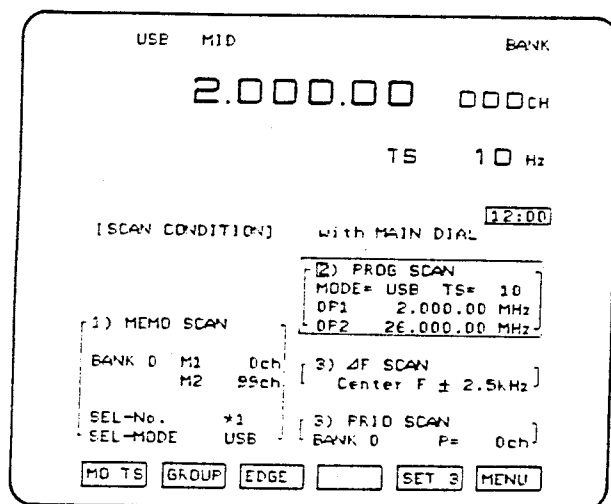 USB MID BANK
2.000.00 000CH
TS 10 Hz
12:00
[SCAN CONDITION] with MAIN DIAL
2) PROG SCAN
MODE= USB TS= 10
OP1 2.000.00 MHz
OP2 26.000.00 MHz
1) MEMO SCAN
BANK 0 M1 0ch
M2 99ch
SEL-No. *1
SEL-MODE USB
3) ΔF SCAN
Center F ± 2.5kHz
3) PRIO SCAN
BANK 0 P= 0ch
MD TS GROUP EDGE SET 3 MENU